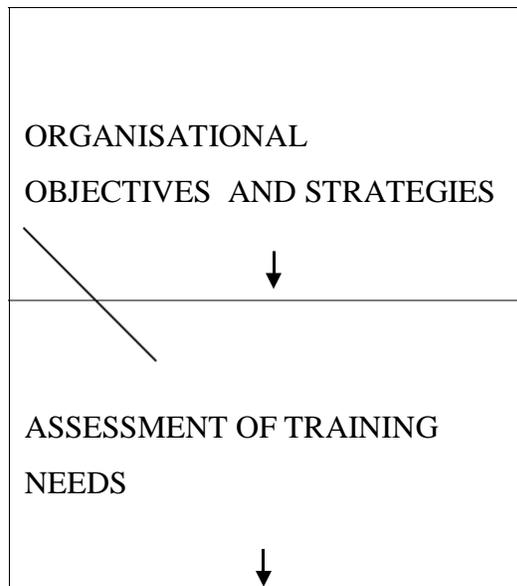 ORGANISATIONAL
OBJECTIVES AND STRATEGIES
ASSESSMENT OF TRAINING
NEEDS